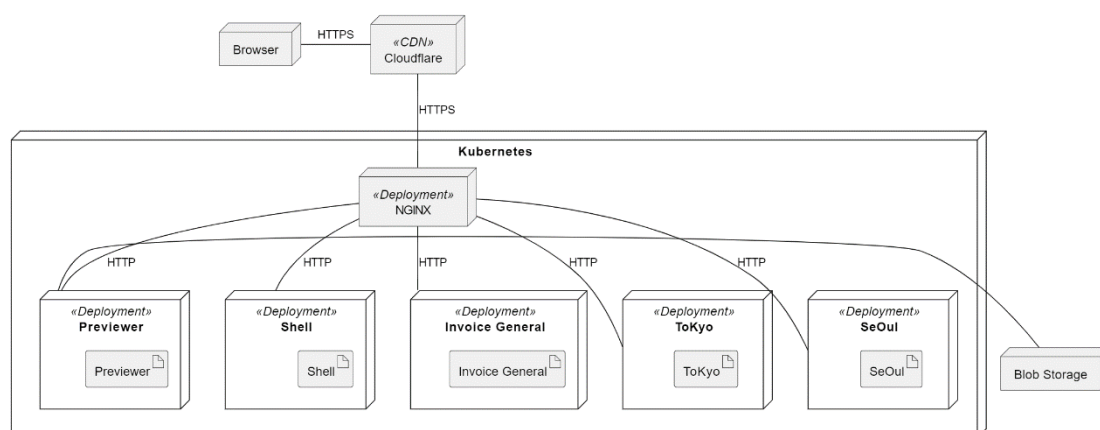 Browser
HTTPS
«CDN»
Cloudflare
HTTPS
Kubernetes
«Deployment»
NGINX
HTTP
HTTP
HTTP
HTTP
HTTP
«Deployment»
Previewer
Previewer
«Deployment»
Shell
Shell
«Deployment»
Invoice General
Invoice General
«Deployment»
ToKyo
ToKyo
«Deployment»
SeOul
SeOul
Blob Storage